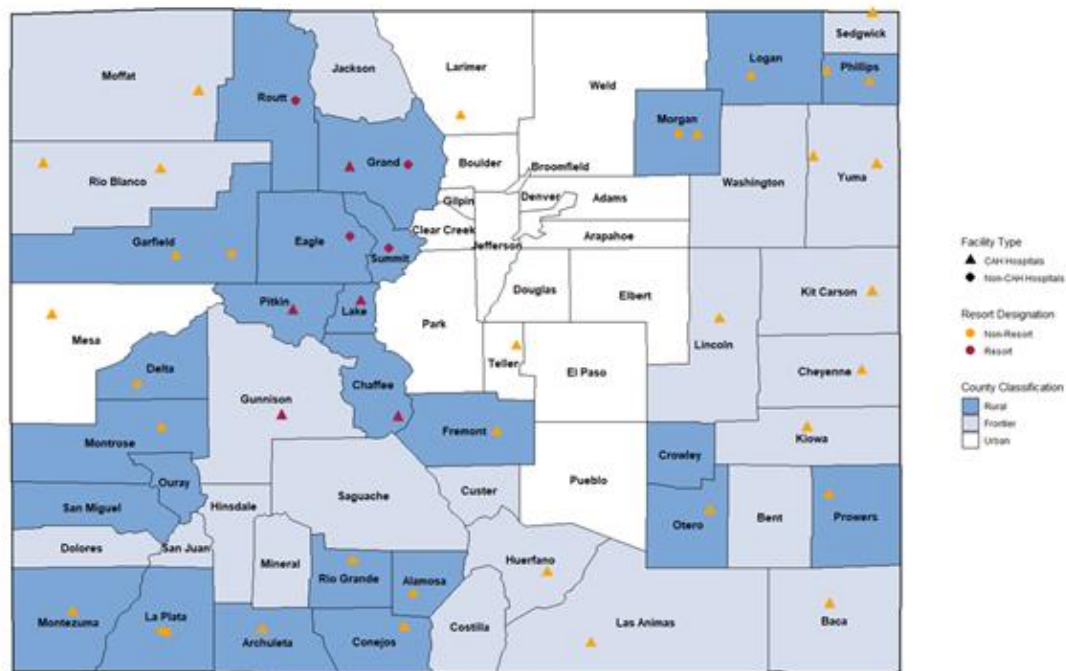 Sedgwick
Moffat
Jackson
Larimer
Logan
Phillips
Routt
Weld
Morgan
Rio Blanco
Grand
Boulder
Broomfield
Washington
Yuma
Gilpin
Denver
Adams
Clear Creek
Garfield
Eagle
Summit
Jefferson
Arapahoe
Pitkin
Lake
Douglas
Elbert
Kit Carson
Mesa
Park
Lincoln
Delta
Teller
El Paso
Cheyenne
Gunnison
Chaffee
Montrose
Fremont
Kiowa
Crowley
Ouray
Pueblo
San Miguel
Hinsdale
Saguache
Custer
Otero
Bent
Prowers
Dolores
San Juan
Mineral
Rio Grande
Alamosa
Huerfano
Montezuma
La Plata
Archuleta
Conejos
Costilla
Las Animas
Baca
Facility Type
CAH Hospitals
Non-CAH Hospitals
Resort Designation
Non-Resort
Resort
County Classification
Rural
Frontier
Urban